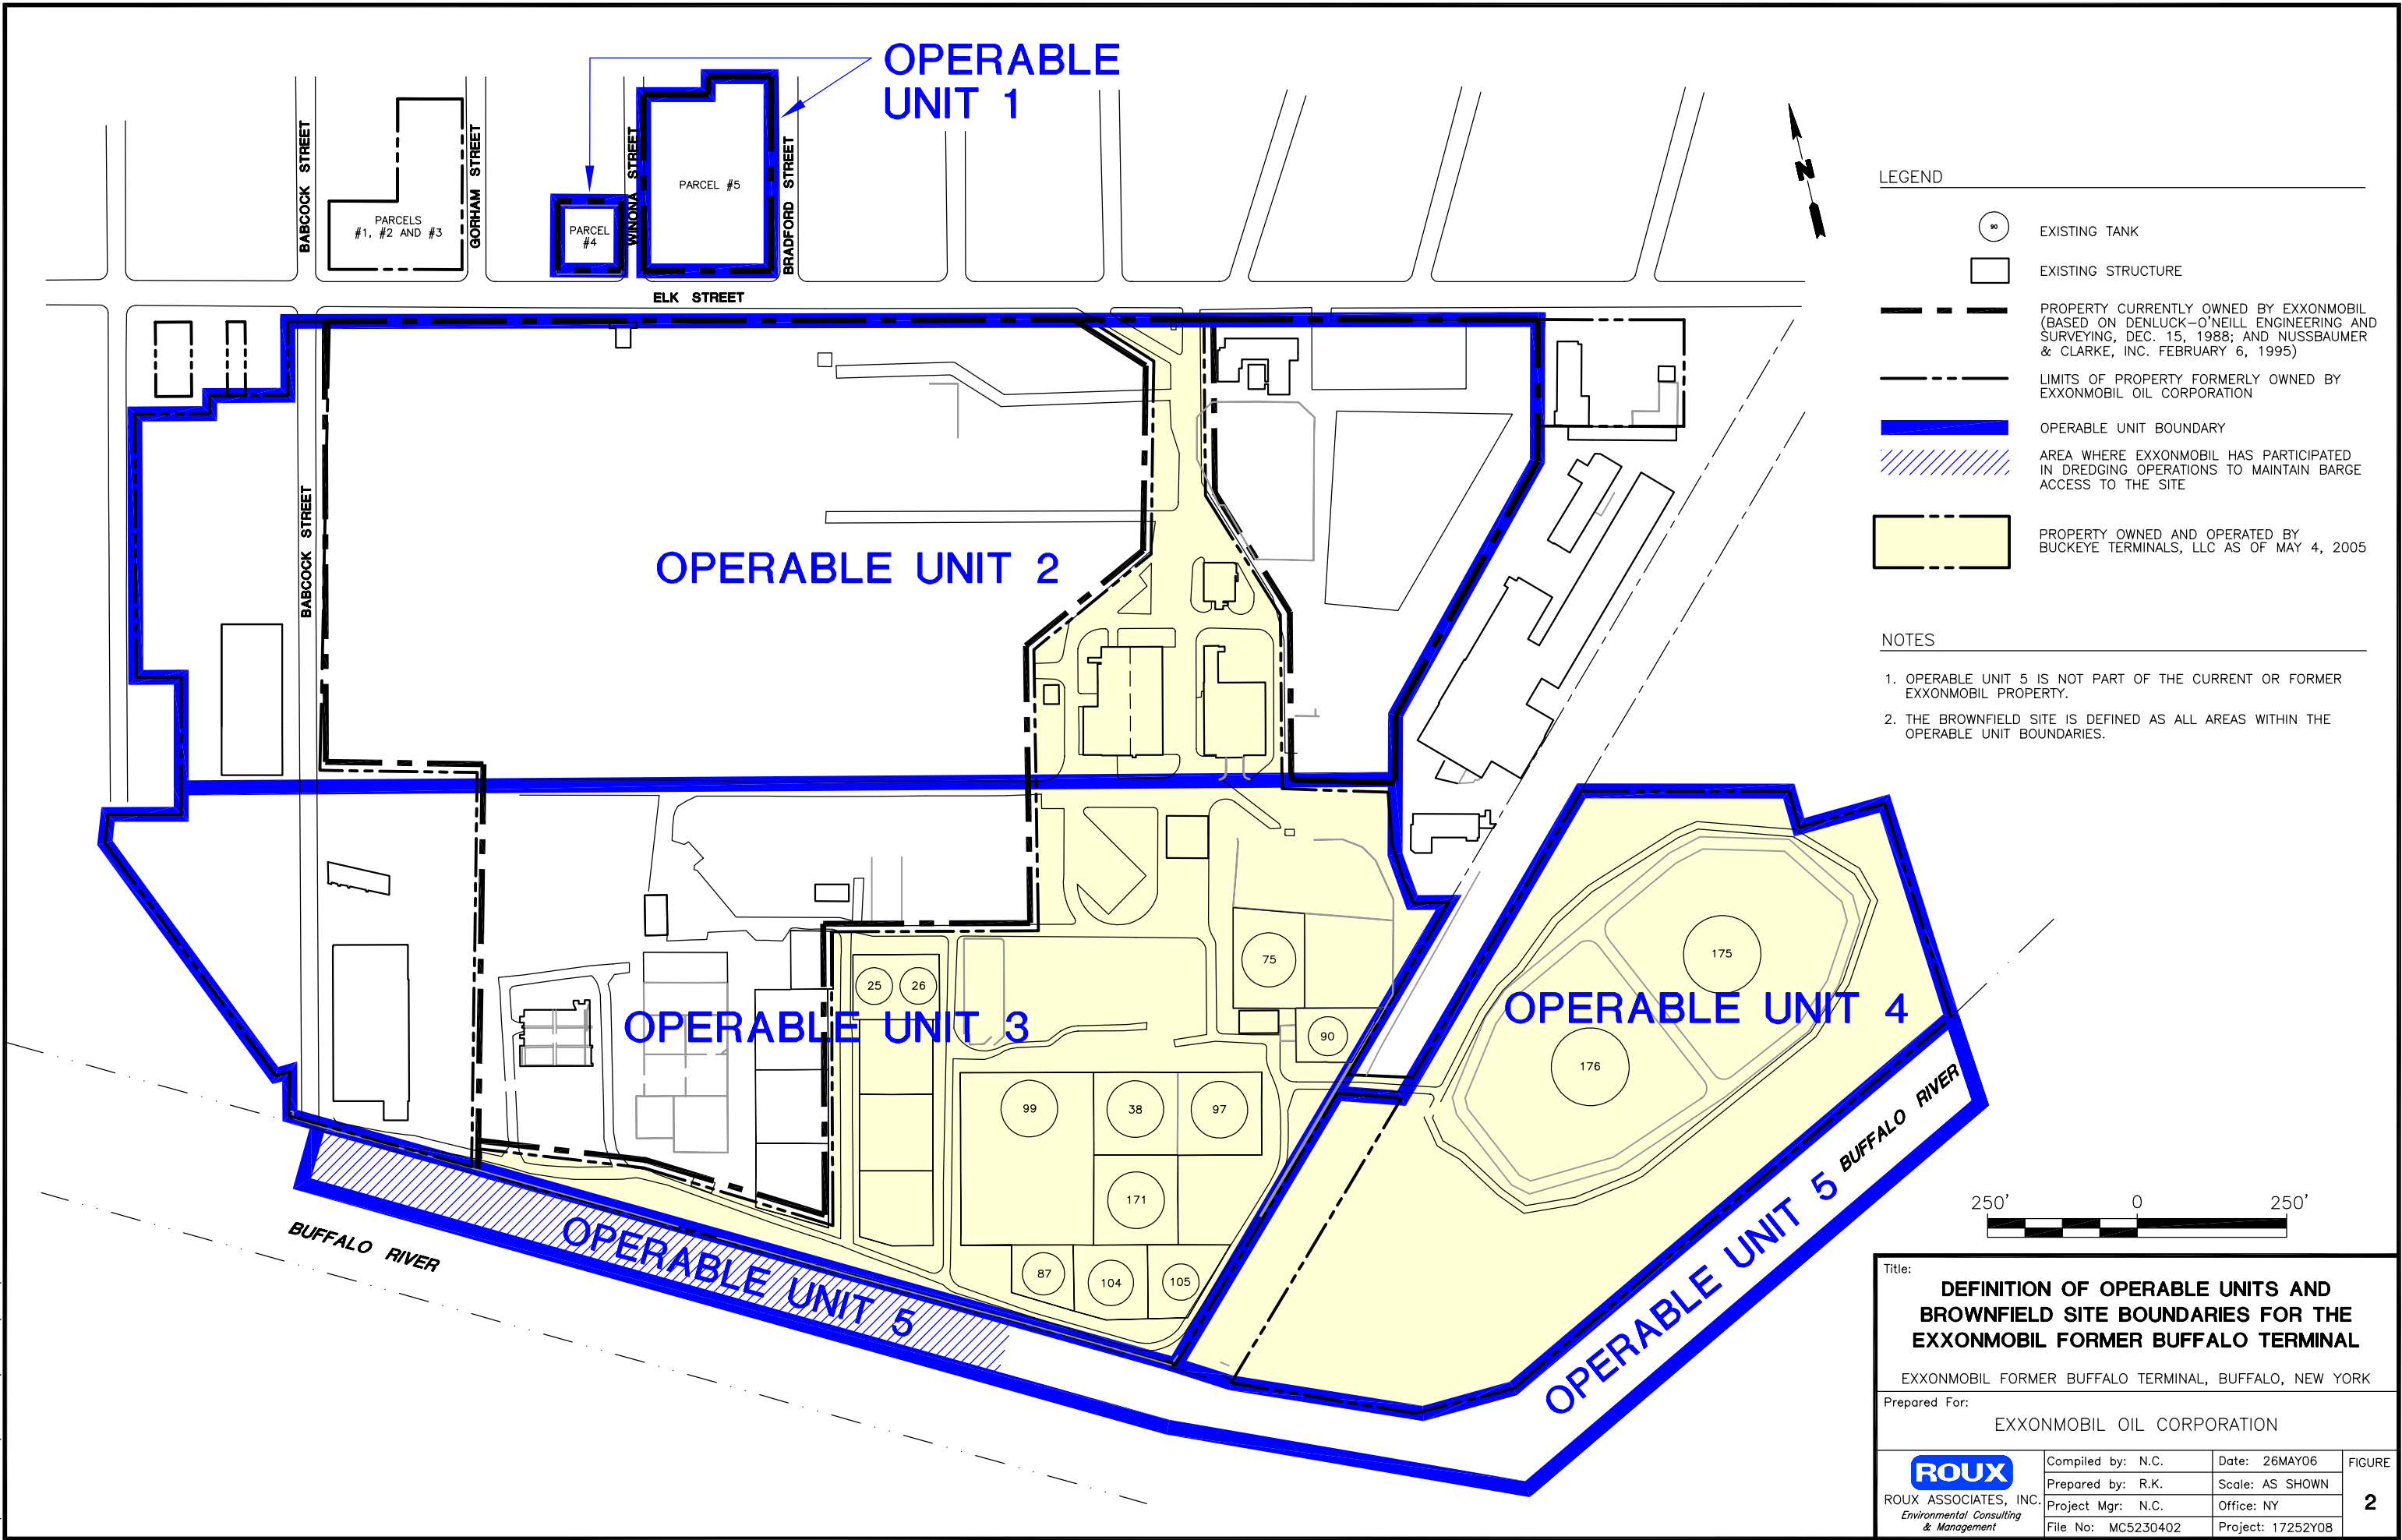 OPERABLE
UNIT 1
BABCOCK STREET
GORHAM STREET
WINONA STREET
BRADFORD STREET
PARCELS
#1, #2 AND #3
PARCEL
#4
PARCEL #5
ELK STREET
N
BABCOCK STREET
OPERABLE UNIT 2
OPERABLE UNIT 3
OPERABLE UNIT 4
25
26
75
90
99
38
97
171
87
104
105
175
176
BUFFALO RIVER
OPERABLE UNIT 5
OPERABLE UNIT 5
BUFFALO RIVER
LEGEND
90
EXISTING TANK
EXISTING STRUCTURE
PROPERTY CURRENTLY OWNED BY EXXONMOBIL
(BASED ON DENLUCK-O'NEILL ENGINEERING AND
SURVEYING, DEC. 15, 1988; AND NUSSBAUMER
& CLARKE, INC. FEBRUARY 6, 1995)
LIMITS OF PROPERTY FORMERLY OWNED BY
EXXONMOBIL OIL CORPORATION
OPERABLE UNIT BOUNDARY
AREA WHERE EXXONMOBIL HAS PARTICIPATED
IN DREDGING OPERATIONS TO MAINTAIN BARGE
ACCESS TO THE SITE
PROPERTY OWNED AND OPERATED BY
BUCKEYE TERMINALS, LLC AS OF MAY 4, 2005
NOTES
1. OPERABLE UNIT 5 IS NOT PART OF THE CURRENT OR FORMER
EXXONMOBIL PROPERTY.
2. THE BROWNFIELD SITE IS DEFINED AS ALL AREAS WITHIN THE
OPERABLE UNIT BOUNDARIES.
250' 0 250'
Title:
DEFINITION OF OPERABLE UNITS AND
BROWNFIELD SITE BOUNDARIES FOR THE
EXXONMOBIL FORMER BUFFALO TERMINAL
EXXONMOBIL FORMER BUFFALO TERMINAL, BUFFALO, NEW YORK
Prepared For:
EXXONMOBIL OIL CORPORATION
ROUX
ROUX ASSOCIATES, INC.
Environmental Consulting
& Management
Compiled by: N.C.
Date: 26MAY06
Prepared by: R.K.
Scale: AS SHOWN
Project Mgr: N.C.
Office: NY
File No: MC5230402
Project: 17252Y08
FIGURE
2